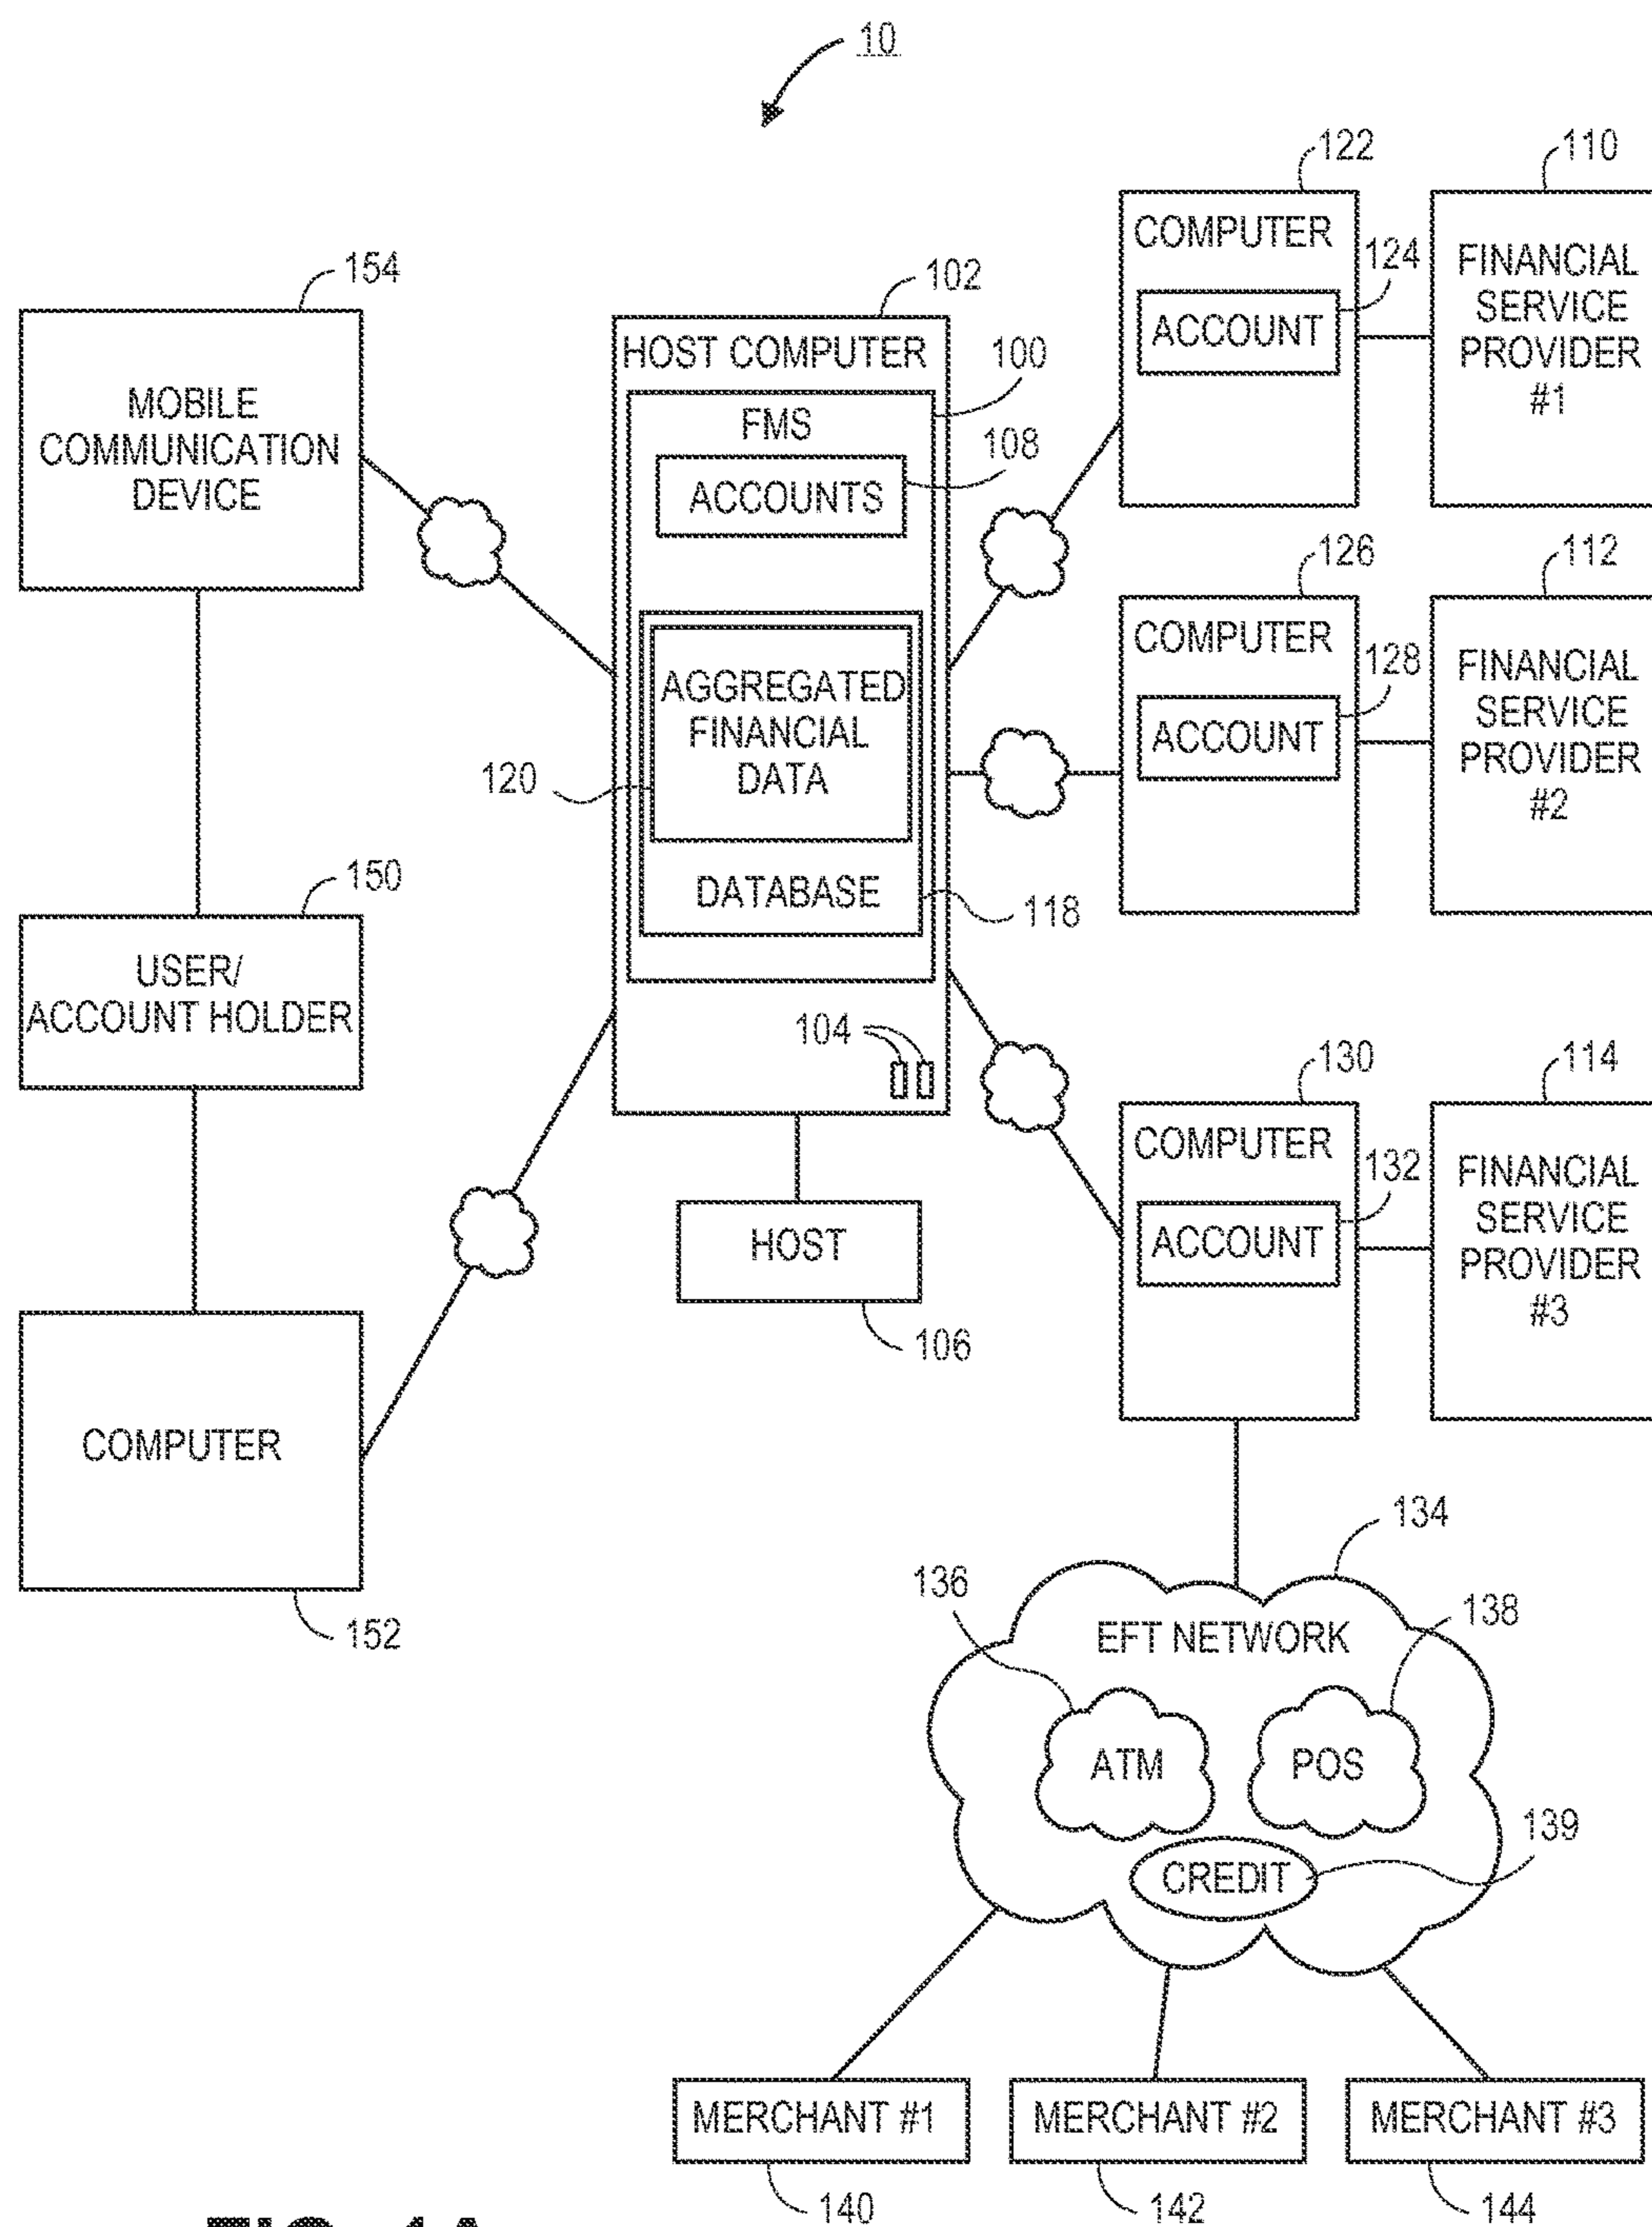 10
122
110
COMPUTER
124
ACCOUNT
FINANCIAL
SERVICE
PROVIDER
#1
154
MOBILE
COMMUNICATION
DEVICE
102
HOST COMPUTER
100
FMS
108
ACCOUNTS
AGGREGATED
FINANCIAL
DATA
120
DATABASE
118
104
126
112
COMPUTER
128
ACCOUNT
FINANCIAL
SERVICE
PROVIDER
#2
150
USER/
ACCOUNT HOLDER
130
114
COMPUTER
132
ACCOUNT
FINANCIAL
SERVICE
PROVIDER
#3
HOST
106
COMPUTER
152
134
136
EFT NETWORK
138
ATM
POS
139
CREDIT
MERCHANT #1
MERCHANT #2
MERCHANT #3
140
142
144